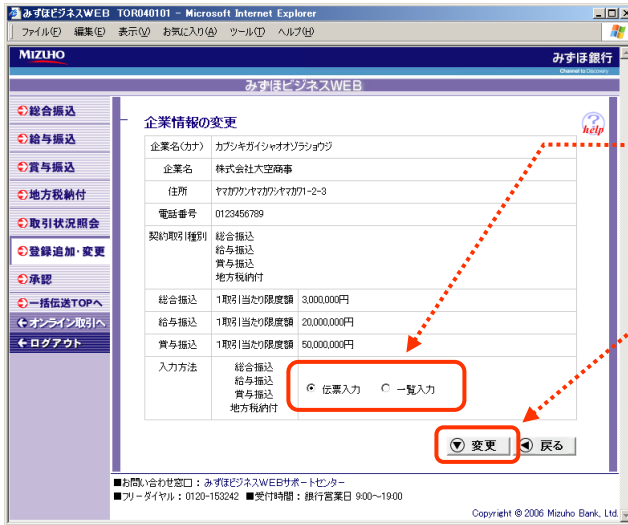 みずほビジネスWEB TOR040101 - Microsoft Internet Explorer
ファイル(F) 編集(E) 表示(V) お気に入り(A) ツール(T) ヘルプ(H)
MIZUHO みずほ銀行
Channel to Discovery
みずほビジネスWEB
総合振込
給与振込
賞与振込
地方税納付
取引状況照会
登録追加・変更
承認
一括伝送TOPへ
オンライン取引へ
ログアウト
企業情報の変更
help
企業名(カナ) カブシキガイシャオオゾラショウジ
企業名 株式会社大空商事
住所 ヤマガワケンヤマガワシヤマガワ1-2-3
電話番号 0123456789
契約取引種別 総合振込
給与振込
賞与振込
地方税納付
総合振込 1取引当たり限度額 3,000,000円
給与振込 1取引当たり限度額 20,000,000円
賞与振込 1取引当たり限度額 50,000,000円
入力方法 総合振込
給与振込
賞与振込
地方税納付
伝票入力 一覧入力
変更 戻る
■お問い合わせ窓口：みずほビジネスWEBサポートセンター
■フリーダイヤル：0120-153242 ■受付時間：銀行営業日 9:00～19:00
Copyright © 2006 Mizuho Bank, Ltd.